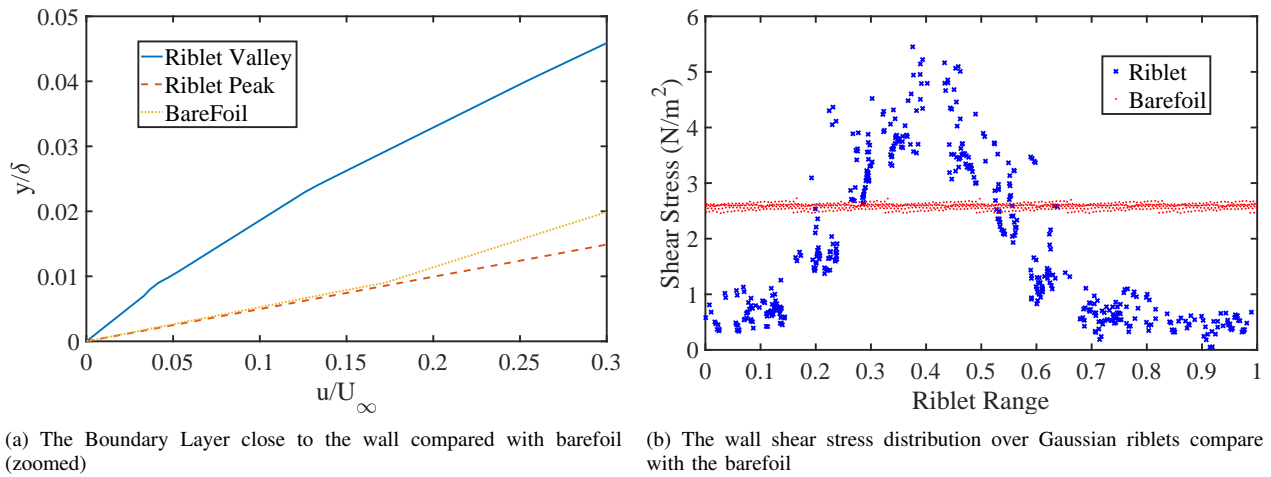 0.05
0.04
0.03
0.02
0.01
0
y/δ
Riblet Valley
Riblet Peak
BareFoil
0 0.05 0.1 0.15 0.2 0.25 0.3
u/U∞
(a) The Boundary Layer close to the wall compared with barefoil
(zoomed)
6
5
4
3
2
1
0
Shear Stress (N/m²)
Riblet
Barefoil
0 0.1 0.2 0.3 0.4 0.5 0.6 0.7 0.8 0.9 1
Riblet Range
(b) The wall shear stress distribution over Gaussian riblets compare
with the barefoil